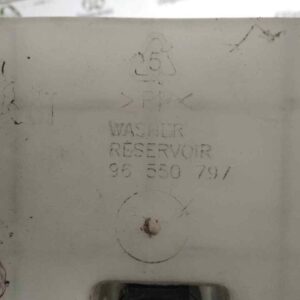 5
>PP<
WASHER
RESERVOIR
96 550 797